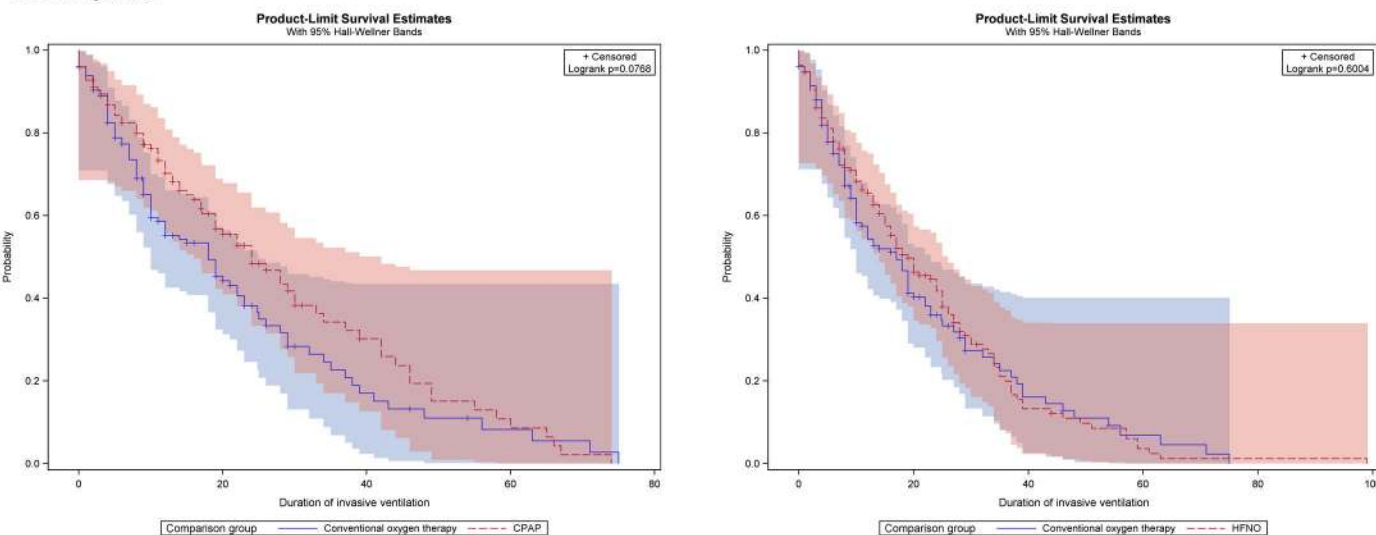 Product-Limit Survival Estimates
With 95% Hall-Wellner Bands
+ Censored
Logrank p=0.0768
1.0
0.8
0.6
0.4
0.2
0.0
Probability
0
20
40
60
80
Duration of invasive ventilation
Comparison group Conventional oxygen therapy CPAP
Product-Limit Survival Estimates
With 95% Hall-Wellner Bands
+ Censored
Logrank p=0.6004
1.0
0.8
0.6
0.4
0.2
0.0
Probability
0
20
40
60
80
100
Duration of invasive ventilation
Comparison group Conventional oxygen therapy HFNO